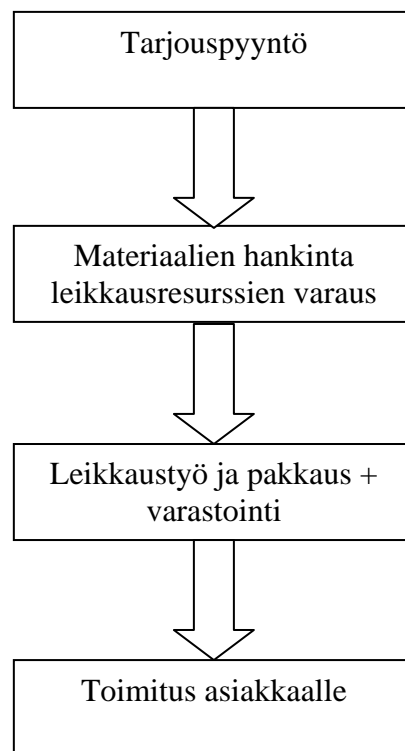 Tarjouspyyntö
Materiaalien hankinta
leikkausresurssien varaus
Leikkaustyö ja pakkaus +
varastointi
Toimitus asiakkaalle